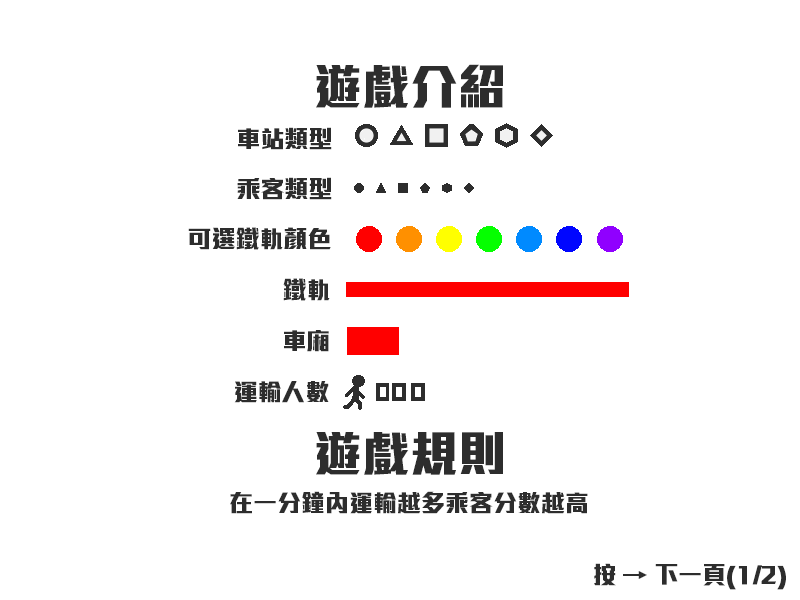 遊戲介紹
車站類型
乘客類型
可選鐵軌顏色
鐵軌
車廂
運輸人數
遊戲規則
在一分鐘內運輸越多乘客分數越高
按 → 下一頁(1/2)